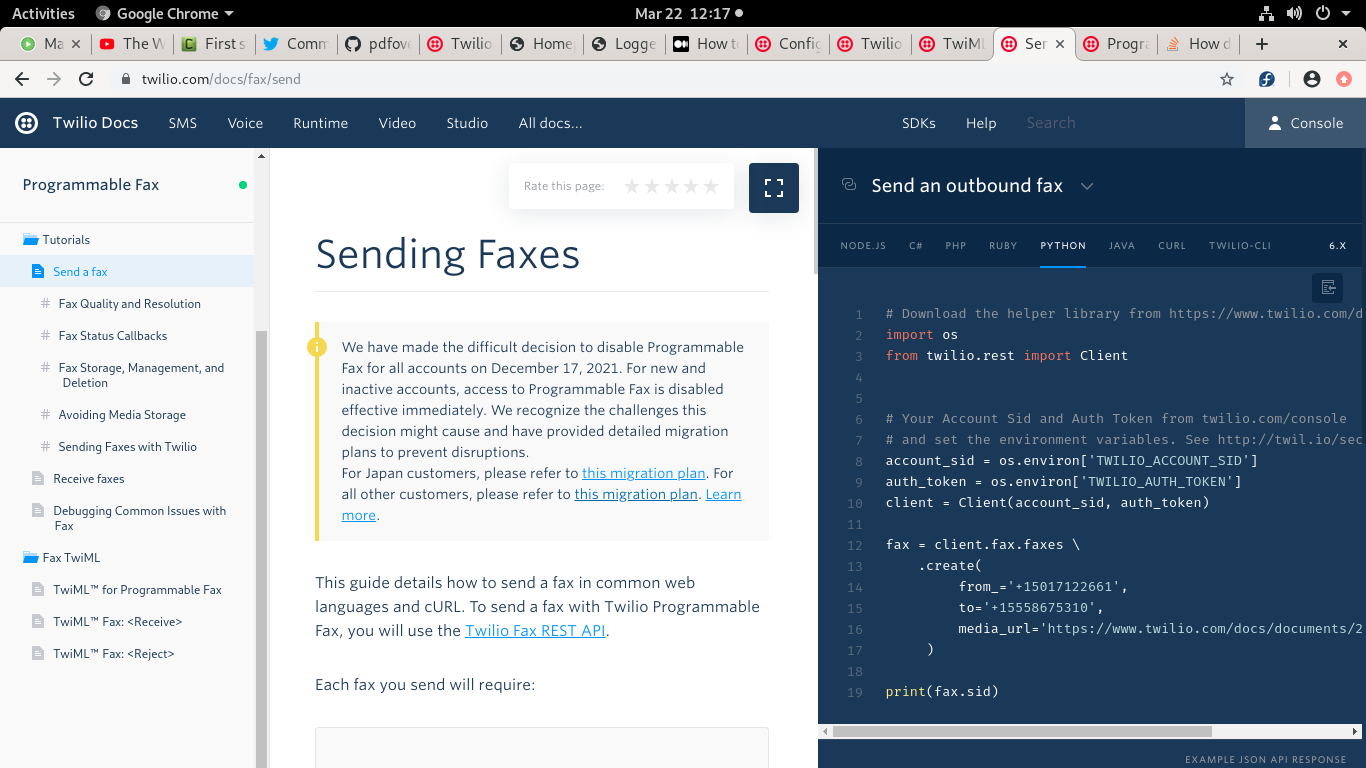 Activities
Google Chrome
Mar 22 12:17
Ma
The W
First s
Comm
pdfove
Twilio
Home
Logge
How to
Config
Twilio
TwiML
Ser
Progra
How d
twilio.com/docs/fax/send
Twilio Docs
SMS
Voice
Runtime
Video
Studio
All docs...
SDKs
Help
Search
Console
Programmable Fax
Tutorials
Send a fax
# Fax Quality and Resolution
# Fax Status Callbacks
# Fax Storage, Management, and
Deletion
# Avoiding Media Storage
# Sending Faxes with Twilio
Receive faxes
Debugging Common Issues with
Fax
Fax TwiML
TwiML™ for Programmable Fax
TwiML™ Fax: <Receive>
TwiML™ Fax: <Reject>
Rate this page:
Sending Faxes
We have made the difficult decision to disable Programmable
Fax for all accounts on December 17, 2021. For new and
inactive accounts, access to Programmable Fax is disabled
effective immediately. We recognize the challenges this
decision might cause and have provided detailed migration
plans to prevent disruptions.
For Japan customers, please refer to this migration plan. For
all other customers, please refer to this migration plan. Learn
more.
This guide details how to send a fax in common web
languages and cURL. To send a fax with Twilio Programmable
Fax, you will use the Twilio Fax REST API.
Each fax you send will require:
Send an outbound fax
NODE.JS
C#
PHP
RUBY
PYTHON
JAVA
CURL
TWILIO-CLI
6.X
1 # Download the helper library from https://www.twilio.com/d
2 import os
3 from twilio.rest import Client
4
5
6 # Your Account Sid and Auth Token from twilio.com/console
7 # and set the environment variables. See http://twil.io/sec
8 account_sid = os.environ['TWILIO_ACCOUNT_SID']
9 auth_token = os.environ['TWILIO_AUTH_TOKEN']
10 client = Client(account_sid, auth_token)
11
12 fax = client.fax.faxes \
13 .create(
14 from_='+15017122661',
15 to='+15558675310',
16 media_url='https://www.twilio.com/docs/documents/2
17 )
18
19 print(fax.sid)
EXAMPLE JSON API RESPONSE